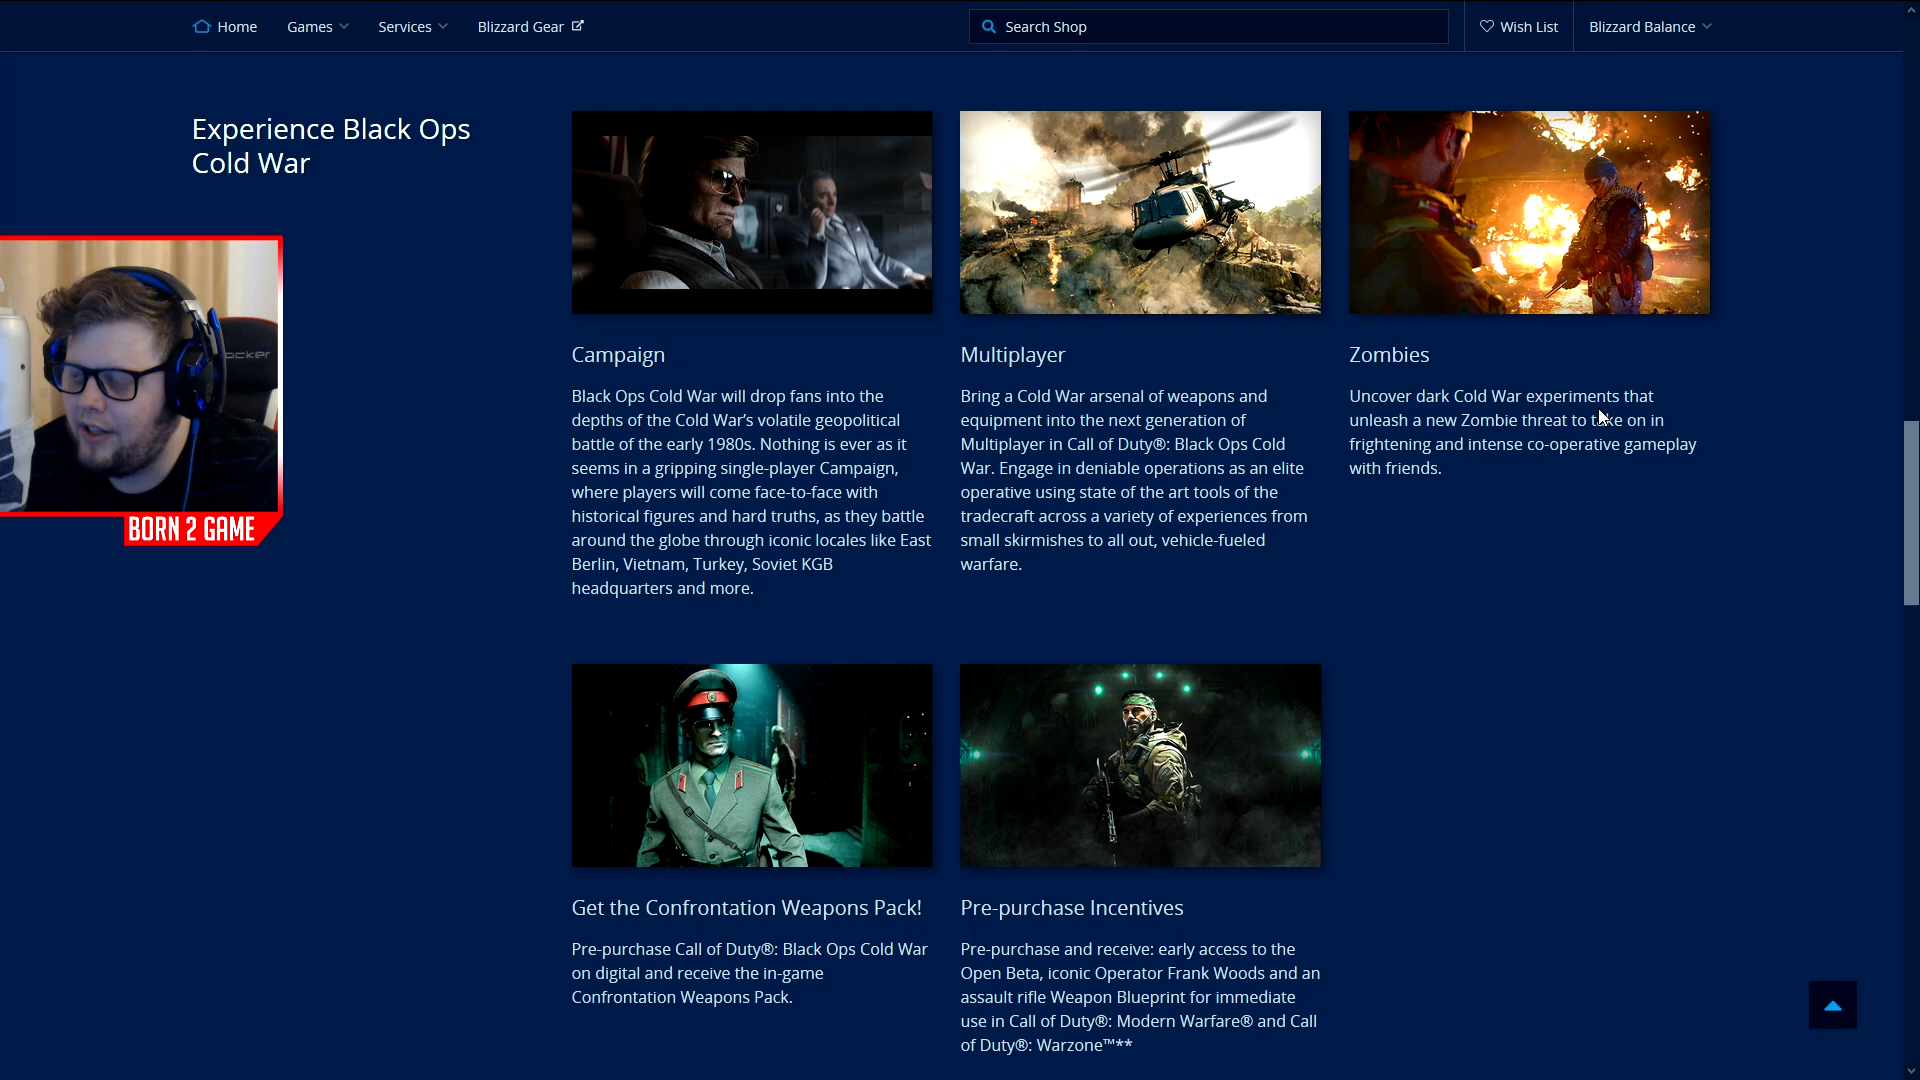 Home
Games
Services
Blizzard Gear
Search Shop
Wish List
Blizzard Balance
Experience Black Ops
Cold War
BORN 2 GAME
Campaign
Black Ops Cold War will drop fans into the
depths of the Cold War’s volatile geopolitical
battle of the early 1980s. Nothing is ever as it
seems in a gripping single-player Campaign,
where players will come face-to-face with
historical figures and hard truths, as they battle
around the globe through iconic locales like East
Berlin, Vietnam, Turkey, Soviet KGB
headquarters and more.
Multiplayer
Bring a Cold War arsenal of weapons and
equipment into the next generation of
Multiplayer in Call of Duty®: Black Ops Cold
War. Engage in deniable operations as an elite
operative using state of the art tools of the
tradecraft across a variety of experiences from
small skirmishes to all out, vehicle-fueled
warfare.
Zombies
Uncover dark Cold War experiments that
unleash a new Zombie threat to take on in
frightening and intense co-operative gameplay
with friends.
Get the Confrontation Weapons Pack!
Pre-purchase Call of Duty®: Black Ops Cold War
on digital and receive the in-game
Confrontation Weapons Pack.
Pre-purchase Incentives
Pre-purchase and receive: early access to the
Open Beta, iconic Operator Frank Woods and an
assault rifle Weapon Blueprint for immediate
use in Call of Duty®: Modern Warfare® and Call
of Duty®: Warzone™**